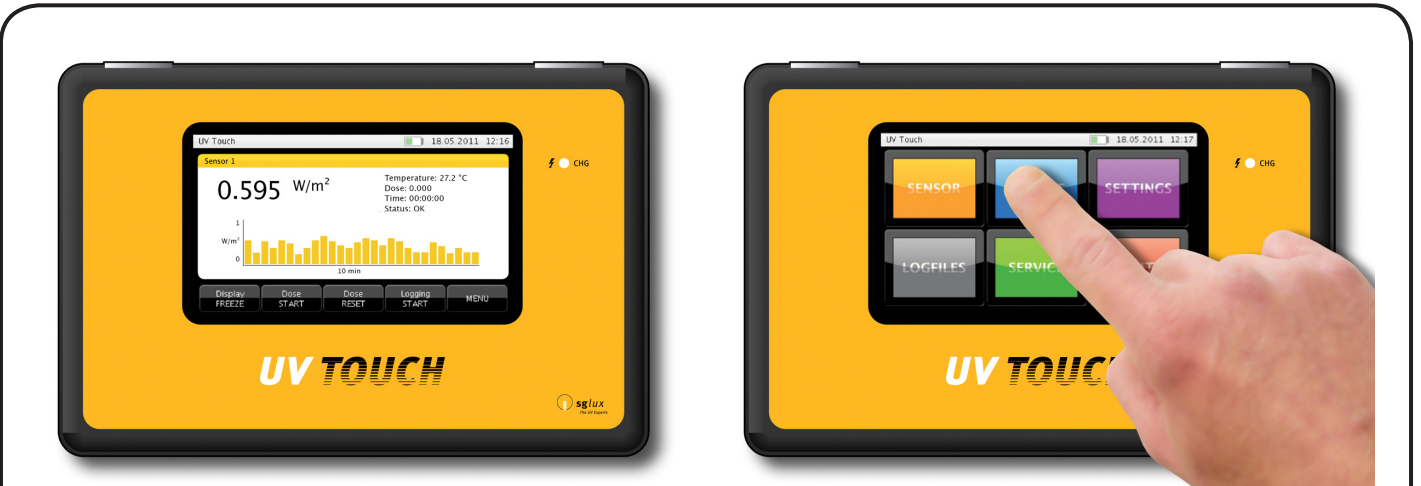 UV Touch 18.05.2011 12:16
Sensor 1
0.595 W/m²
Temperature: 27.2 °C
Dose: 0.000
Time: 00:00:00
Status: OK
1
W/m²
0
10 min
Display FREEZE
Dose START
Dose RESET
Logging START
MENU
CHG
UV TOUCH
sglux
The UV Experts
UV Touch 18.05.2011 12:17
SENSOR
SETTINGS
LOGFILES
SERVICE
CHG
UV